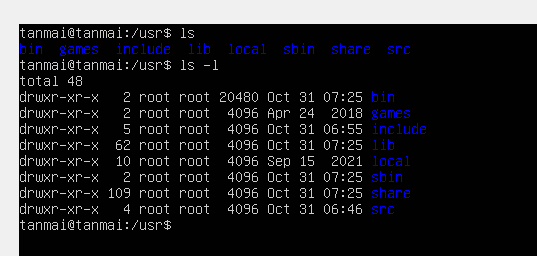 tanmai@tanmai:/usr$ ls
bin  games  include  lib  local  sbin  share  src
tanmai@tanmai:/usr$ ls -l
total 48
drwxr-xr-x   2 root root 20480 Oct 31 07:25 bin
drwxr-xr-x   2 root root  4096 Apr 24  2018 games
drwxr-xr-x   5 root root  4096 Oct 31 06:55 include
drwxr-xr-x  62 root root  4096 Oct 31 07:25 lib
drwxr-xr-x  10 root root  4096 Sep 15  2021 local
drwxr-xr-x   2 root root  4096 Oct 31 07:25 sbin
drwxr-xr-x 109 root root  4096 Oct 31 07:25 share
drwxr-xr-x   4 root root  4096 Oct 31 06:46 src
tanmai@tanmai:/usr$